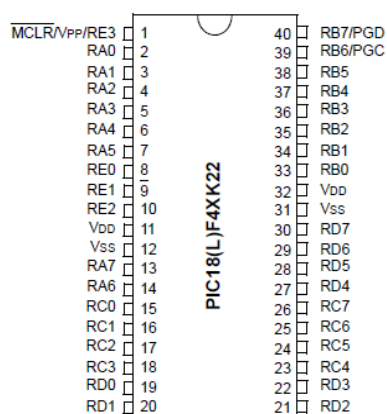 MCLR/VPP/RE3 1 40 RB7/PGD
RA0 2 39 RB6/PGC
RA1 3 38 RB5
RA2 4 37 RB4
RA3 5 36 RB3
RA4 6 35 RB2
RA5 7 34 RB1
RE0 8 33 RB0
RE1 9 32 VDD
RE2 10 31 VSS
VDD 11 30 RD7
VSS 12 29 RD6
RA7 13 28 RD5
RA6 14 27 RD4
RC0 15 26 RC7
RC1 16 25 RC6
RC2 17 24 RC5
RC3 18 23 RC4
RD0 19 22 RD3
RD1 20 21 RD2
PIC18(L)F4XK22